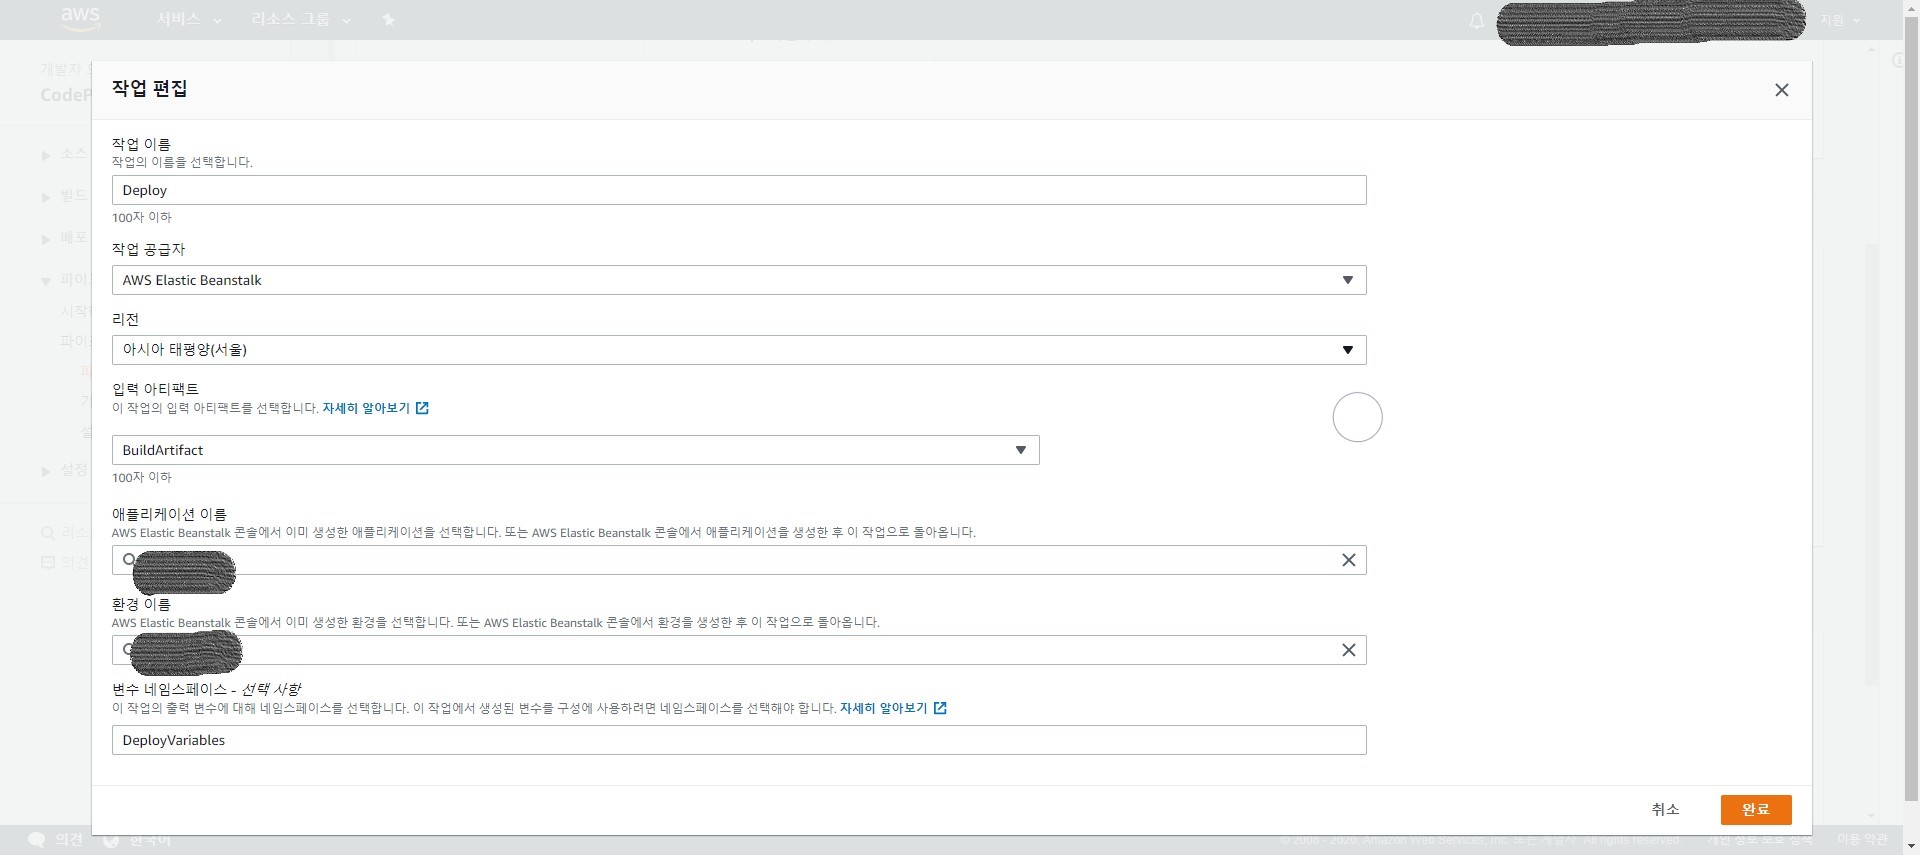 aws 서비스 리소스 그룹 지원
개발자
CodeP
작업 편집
소스
빌드
배포
설정
작업 이름
작업의 이름을 선택합니다.
Deploy
100자 이하
작업 공급자
AWS Elastic Beanstalk
리전
아시아 태평양(서울)
입력 아티팩트
이 작업의 입력 아티팩트를 선택합니다. 자세히 알아보기
BuildArtifact
100자 이하
애플리케이션 이름
AWS Elastic Beanstalk 콘솔에서 이미 생성한 애플리케이션을 선택합니다. 또는 AWS Elastic Beanstalk 콘솔에서 애플리케이션을 생성한 후 이 작업으로 돌아옵니다.
환경 이름
AWS Elastic Beanstalk 콘솔에서 이미 생성한 환경을 선택합니다. 또는 AWS Elastic Beanstalk 콘솔에서 환경을 생성한 후 이 작업으로 돌아옵니다.
변수 네임스페이스 - 선택 사항
이 작업의 출력 변수에 대해 네임스페이스를 선택합니다. 이 작업에서 생성된 변수를 구성에 사용하려면 네임스페이스를 선택해야 합니다. 자세히 알아보기
DeployVariables
취소 완료
의견 한국어 © 2008 - 2020, Amazon Web Services, Inc. 또는 계열사. All rights reserved. 개인 정보 보호 정책 이용 약관